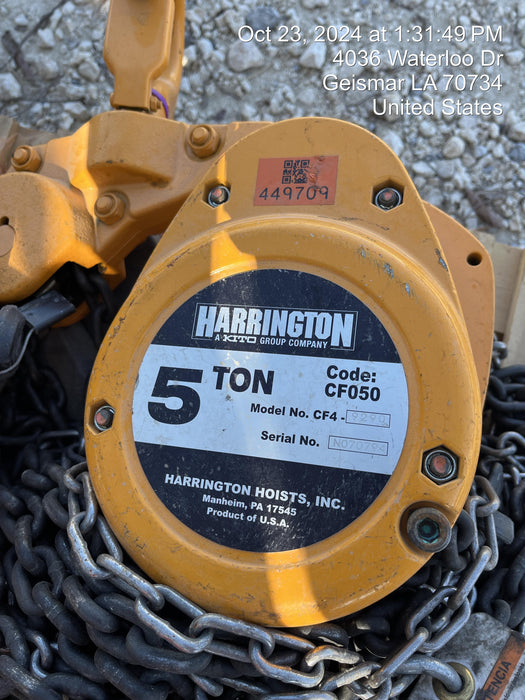 Oct 23, 2024 at 1:31:49 PM
4036 Waterloo Dr
Geismar LA 70734
United States
449709
HARRINGTON
A KITO GROUP COMPANY
5 TON
Code:
CF050
Model No. CF4 -
Serial No.
HARRINGTON HOISTS, INC.
Manheim, PA 17545
Product of U.S.A.